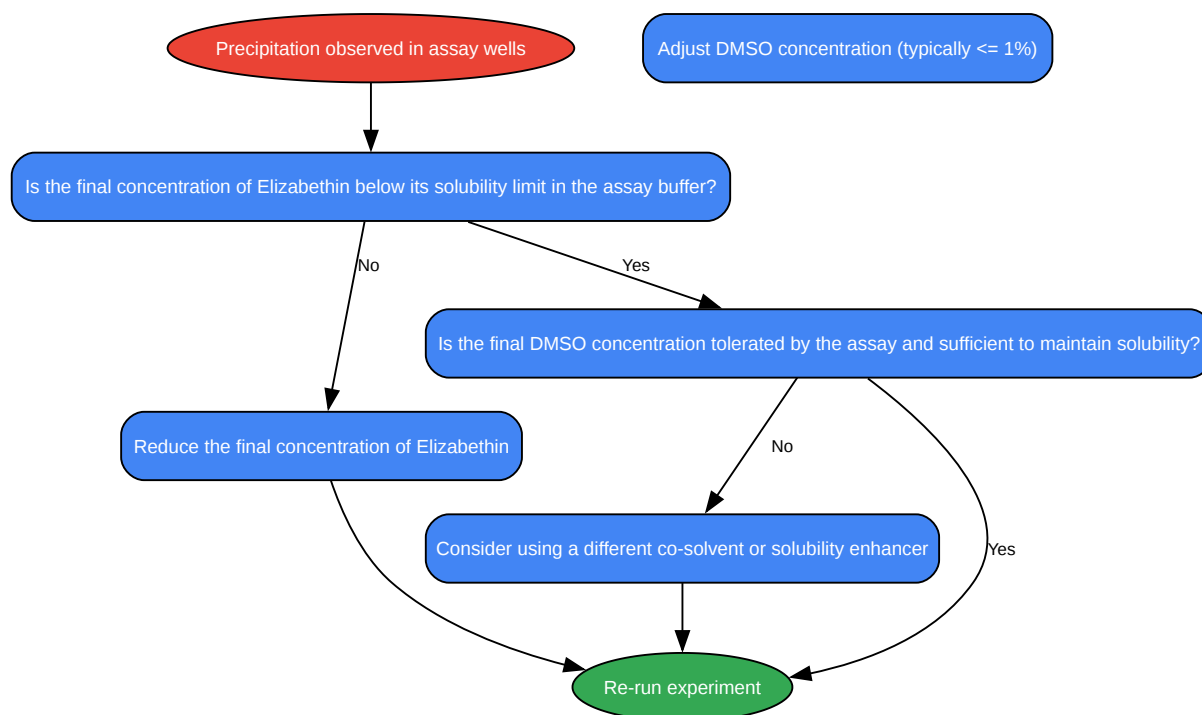 Precipitation observed in assay wells
Adjust DMSO concentration (typically <= 1%)
Is the final concentration of Elizabethin below its solubility limit in the assay buffer?
No
Yes
Is the final DMSO concentration tolerated by the assay and sufficient to maintain solubility?
Reduce the final concentration of Elizabethin
No
Consider using a different co-solvent or solubility enhancer
Yes
Re-run experiment